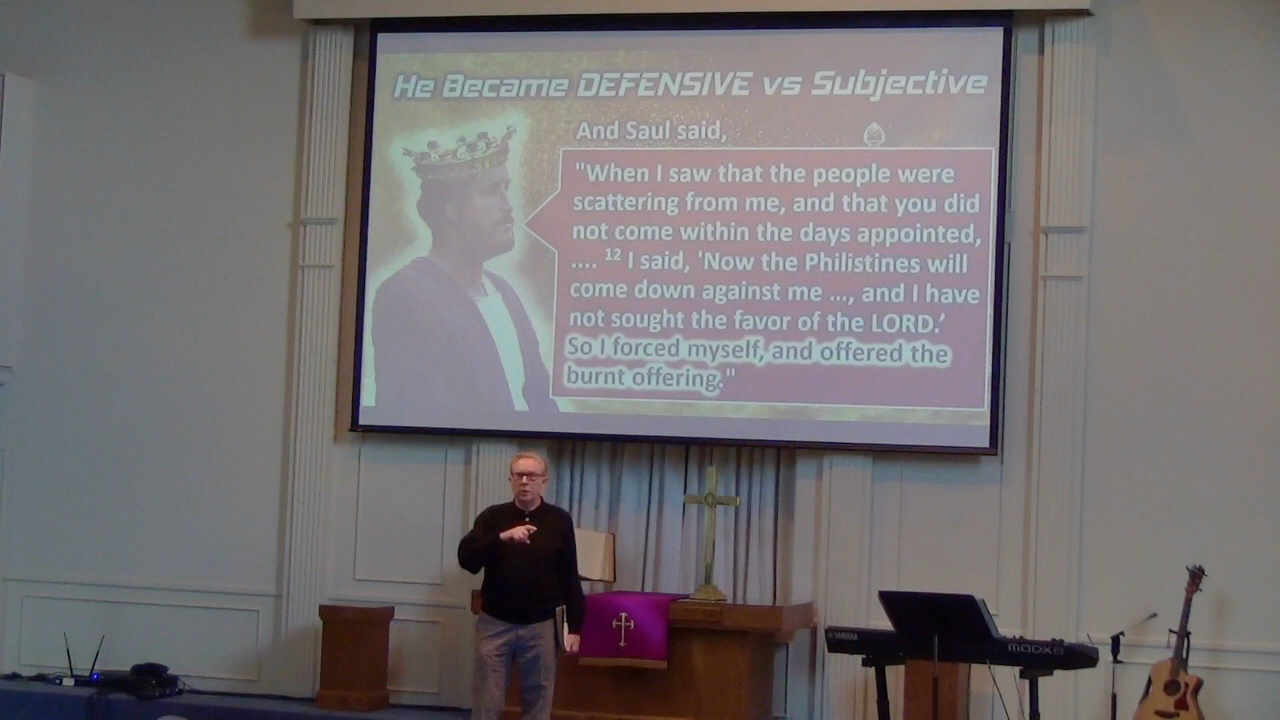 He Became DEFENSIVE vs Subjective
And Saul said,
"When I saw that the people were
scattering from me, and that you did
not come within the days appointed,
.... 12 I said, 'Now the Philistines will
come down against me ..., and I have
not sought the favor of the LORD.'
So I forced myself, and offered the
burnt offering."
YAMAHA
MODX8